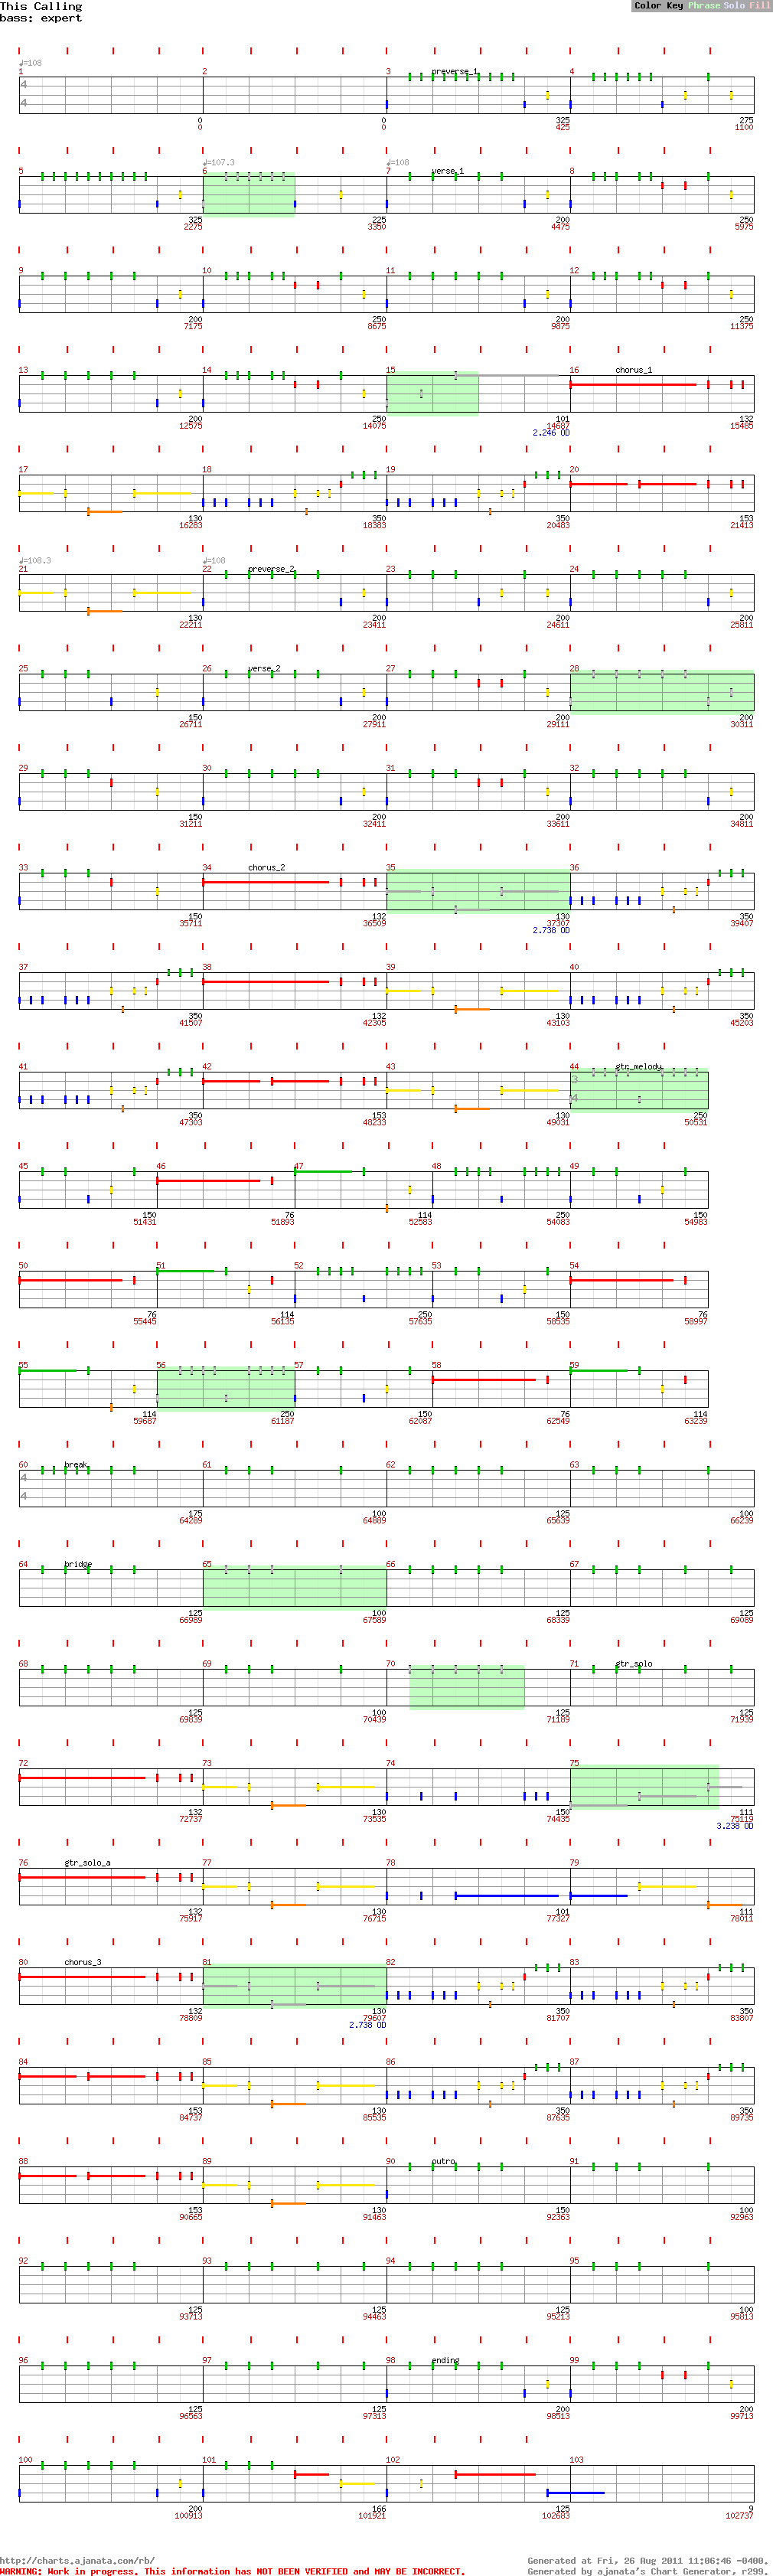 This Calling
bass: expert
Color Key Phrase Solo Fill
♩=108
1 2 3 preverse_1 4
4
4
0 0 325 275
0 0 425 1100
♩=107.3 ♩=108
5 6 7 verse_1 8
325 225 200 250
2275 3350 4475 5975
9 10 11 12
200 250 200 250
7175 8675 9875 11375
13 14 15 16 chorus_1
200 250 101 132
12575 14075 14687 15485
2.246 OD
17 18 19 20
130 350 350 153
16283 18383 20483 21413
♩=108.3 ♩=108
21 22 preverse_2 23 24
130 200 200 200
22211 23411 24611 25811
25 26 verse_2 27 28
150 200 200 200
26711 27911 29111 30311
29 30 31 32
150 200 200 200
31211 32411 33611 34811
33 34 chorus_2 35 36
150 132 130 350
35711 36509 37307 39407
2.738 OD
37 38 39 40
350 132 130 350
41507 42305 43103 45203
41 42 43 44 gtr_melody
3
4
350 153 130 250
47303 48233 49031 50531
45 46 47 48 49
150 76 114 250 150
51431 51893 52583 54083 54983
50 51 52 53 54
76 114 250 150 76
55445 56135 57635 58535 58997
55 56 57 58 59
114 250 150 76 114
59687 61187 62087 62549 63239
60 break 61 62 63
4
4
175 100 125 100
64289 64889 65639 66239
64 bridge 65 66 67
125 100 125 125
66989 67589 68339 69089
68 69 70 71 gtr_solo
125 100 125 125
69839 70439 71189 71939
72 73 74 75
132 130 150 111
72737 73535 74435 75119
3.238 OD
76 gtr_solo_a 77 78 79
132 130 101 111
75917 76715 77327 78011
80 chorus_3 81 82 83
132 130 350 350
78809 79607 81707 83807
2.738 OD
84 85 86 87
153 130 350 350
84737 85535 87635 89735
88 89 90 outro 91
153 130 150 100
90665 91463 92363 92963
92 93 94 95
125 125 125 100
93713 94463 95213 95813
96 97 98 ending 99
125 125 200 200
96563 97313 98513 99713
100 101 102 103
200 166 125 9
100913 101921 102683 102737
http://charts.ajanata.com/rb/
Generated at Fri, 26 Aug 2011 11:06:46 -0400.
WARNING: Work in progress. This information has NOT BEEN VERIFIED and MAY BE INCORRECT.
Generated by ajanata's Chart Generator, r299.